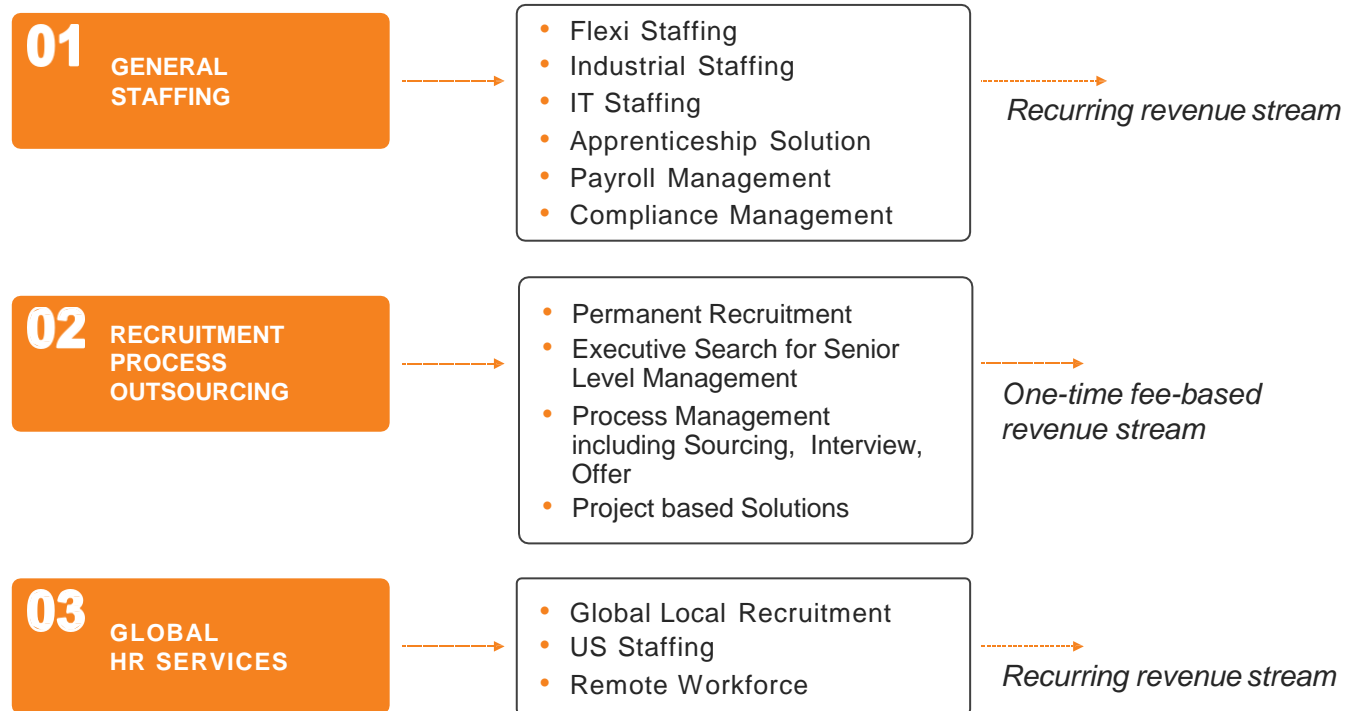 01
GENERAL
STAFFING
• Flexi Staffing
• Industrial Staffing
• IT Staffing
• Apprenticeship Solution
• Payroll Management
• Compliance Management
Recurring revenue stream
02
RECRUITMENT
PROCESS
OUTSOURCING
• Permanent Recruitment
• Executive Search for Senior
Level Management
• Process Management
including Sourcing, Interview,
Offer
• Project based Solutions
One-time fee-based
revenue stream
03
GLOBAL
HR SERVICES
• Global Local Recruitment
• US Staffing
• Remote Workforce
Recurring revenue stream